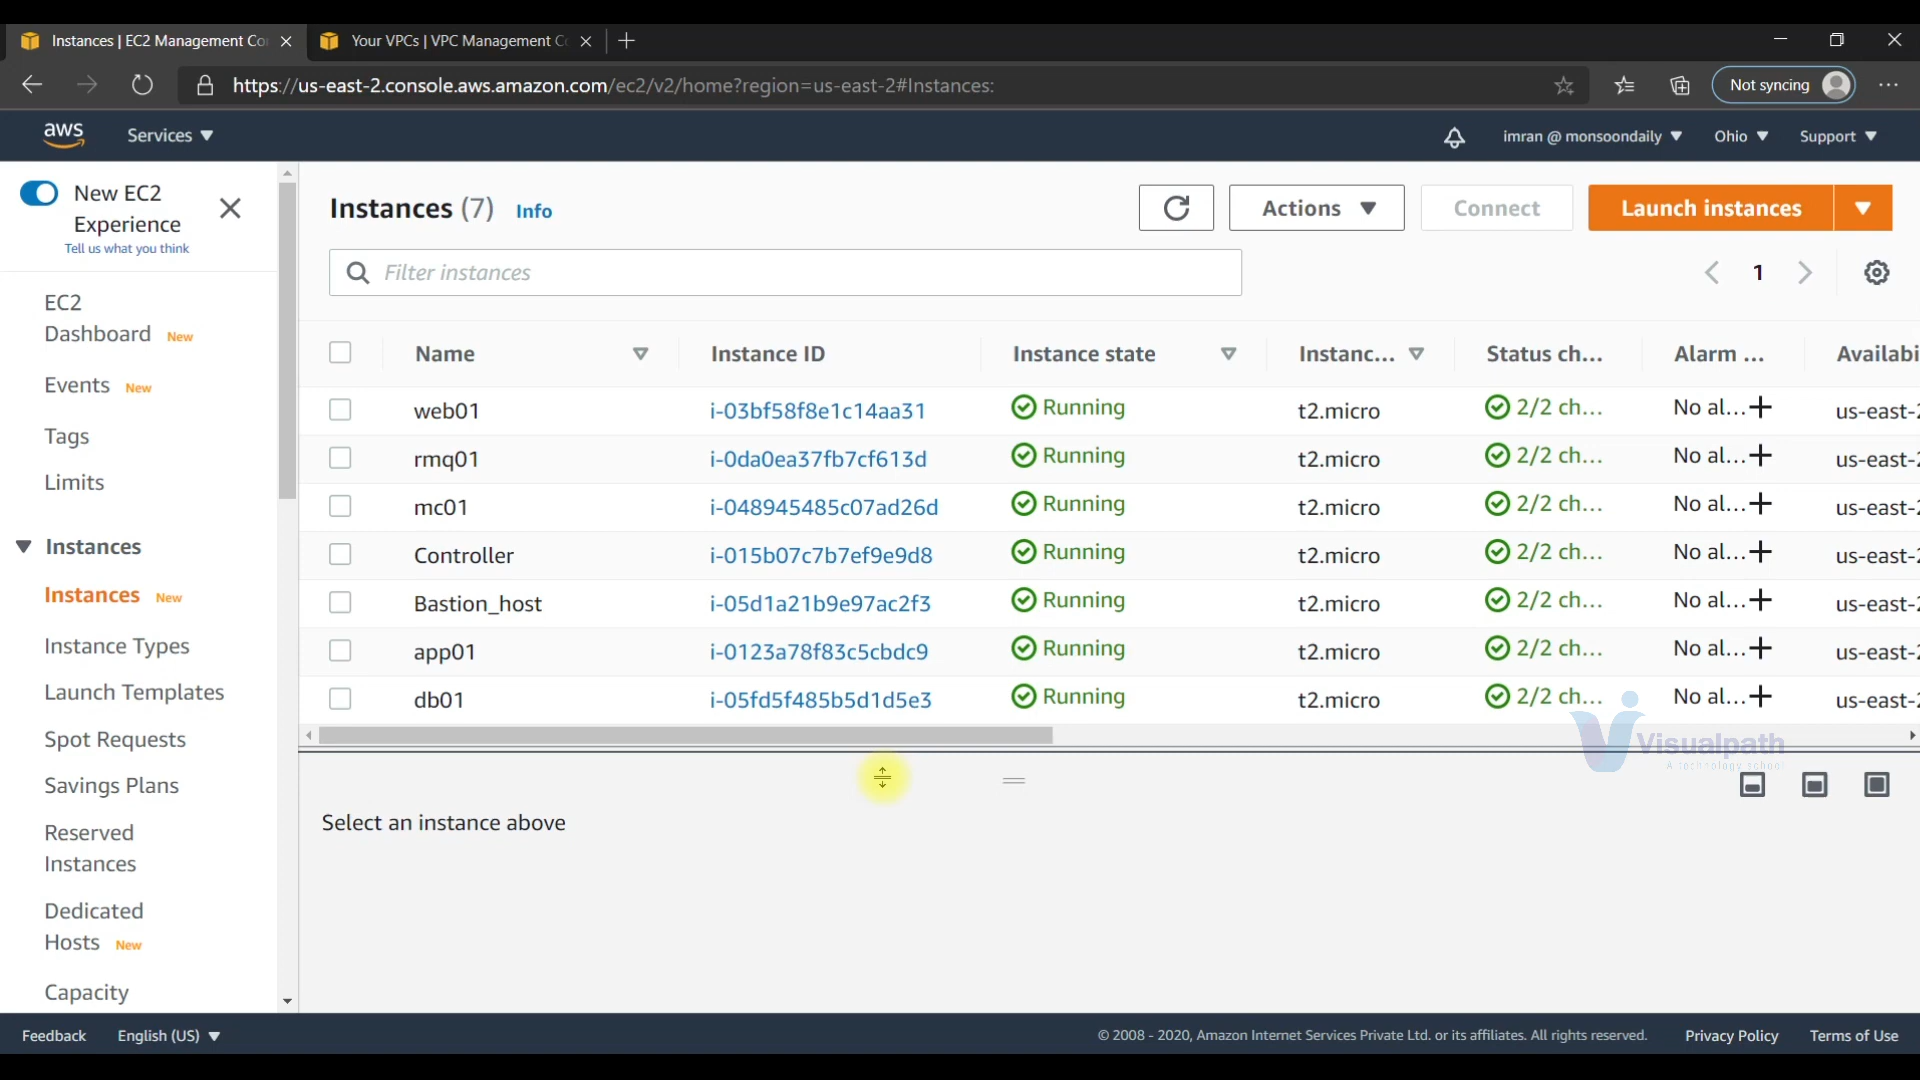 Instances | EC2 Management Co
Your VPCs | VPC Management C
https://us-east-2.console.aws.amazon.com/ec2/v2/home?region=us-east-2#Instances:
Not syncing
aws
Services
imran @ monsoondaily
Ohio
Support
New EC2
Experience
Tell us what you think
EC2
Dashboard New
Events New
Tags
Limits
Instances
Instances New
Instance Types
Launch Templates
Spot Requests
Savings Plans
Reserved
Instances
Dedicated
Hosts New
Capacity
Instances (7) Info
Actions
Connect
Launch instances
Filter instances
1
Name Instance ID Instance state Instanc... Status ch... Alarm ... Availabi
web01 i-03bf58f8e1c14aa31 Running t2.micro 2/2 ch... No al... us-east-2
rmq01 i-0da0ea37fb7cf613d Running t2.micro 2/2 ch... No al... us-east-2
mc01 i-048945485c07ad26d Running t2.micro 2/2 ch... No al... us-east-2
Controller i-015b07c7b7ef9e9d8 Running t2.micro 2/2 ch... No al... us-east-2
Bastion_host i-05d1a21b9e97ac2f3 Running t2.micro 2/2 ch... No al... us-east-2
app01 i-0123a78f83c5cbdc9 Running t2.micro 2/2 ch... No al... us-east-2
db01 i-05fd5f485b5d1d5e3 Running t2.micro 2/2 ch... No al... us-east-2
Visualpath
A technology school
Select an instance above
Feedback
English (US)
© 2008 - 2020, Amazon Internet Services Private Ltd. or its affiliates. All rights reserved.
Privacy Policy
Terms of Use